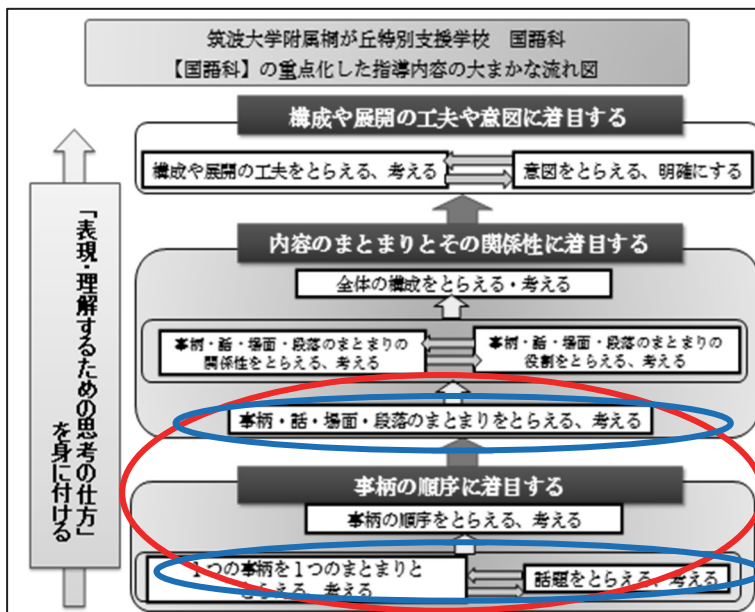 筑波大学附属桐が丘特別支援学校　国語科
【国語科】の重点化した指導内容の大まかな流れ図
構成や展開の工夫や意図に着目する
構成や展開の工夫をとらえる、考える
意図をとらえる、明確にする
内容のまとまりとその関係性に着目する
全体の構成をとらえる・考える
事柄・話・場面・段落のまとまりの
関係性をとらえる、考える
事柄・話・場面・段落のまとまりの
役割をとらえる、考える
事柄・話・場面・段落のまとまりをとらえる、考える
事柄の順序に着目する
事柄の順序をとらえる、考える
1つの事柄を1つのまとまりと
とらえる、考える
話題をとらえる、考える
「表現・理解するための思考の仕方」
を身に付ける